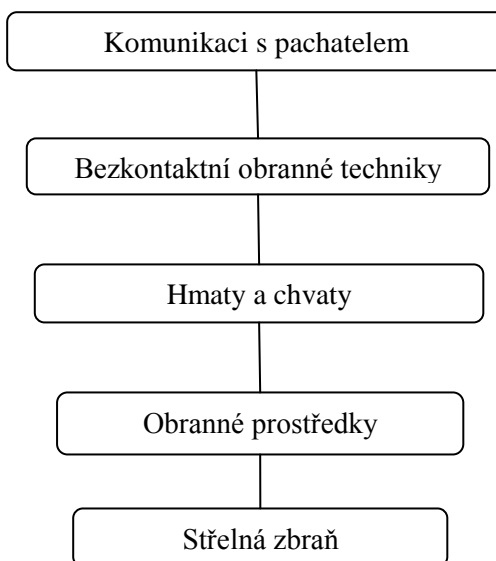 Komunikaci s pachatelem
Bezkontaktní obranné techniky
Hmaty a chvaty
Obranné prostředky
Střelná zbraň